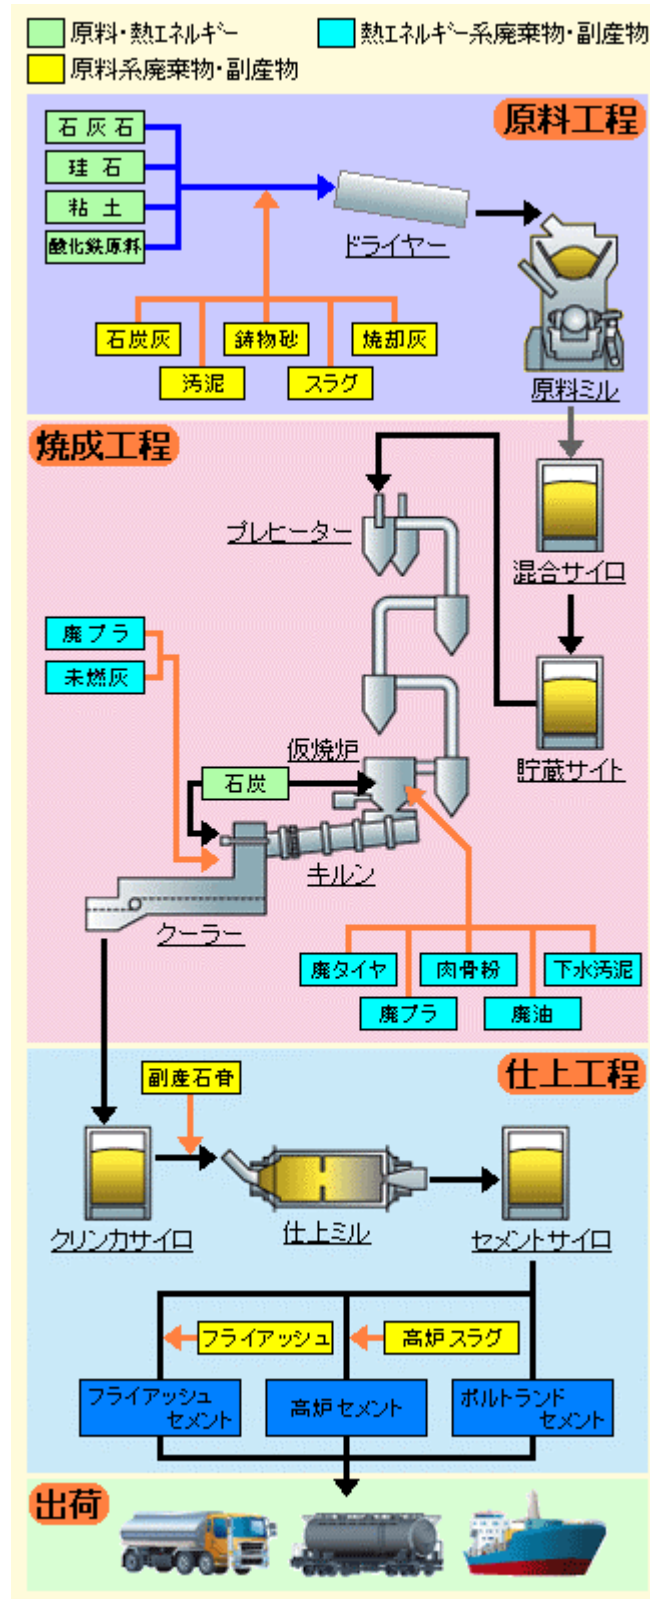 原料・熱エネルギー
熱エネルギー系廃棄物・副産物
原料系廃棄物・副産物
原料工程
石灰石
珪石
粘土
酸化鉄原料
ドライヤー
石炭灰
鋳物砂
焼却灰
汚泥
スラグ
原料ミル
焼成工程
プレヒーター
混合サイロ
廃プラ
未燃灰
仮焼炉
貯蔵サイト
石炭
キルン
クーラー
廃タイヤ
肉骨粉
下水汚泥
廃プラ
廃油
仕上工程
副産石膏
クリンカサイロ
仕上ミル
セメントサイロ
フライアッシュ
高炉スラグ
フライアッシュ
セメント
高炉セメント
ポルトランド
セメント
出荷